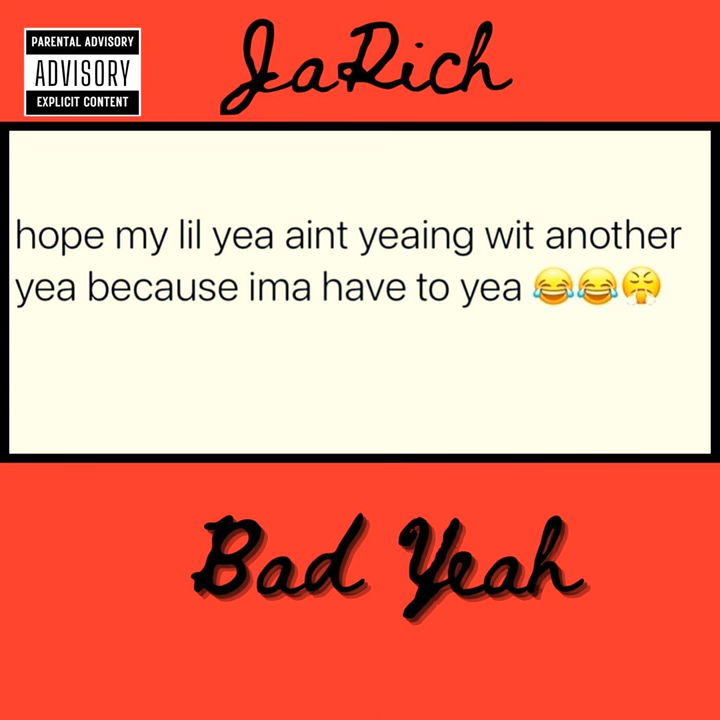 PARENTAL ADVISORY
ADVISORY
EXPLICIT CONTENT
JaRich
hope my lil yea aint yeaing wit another
yea because ima have to yea 😂😂😤
Bad Yeah